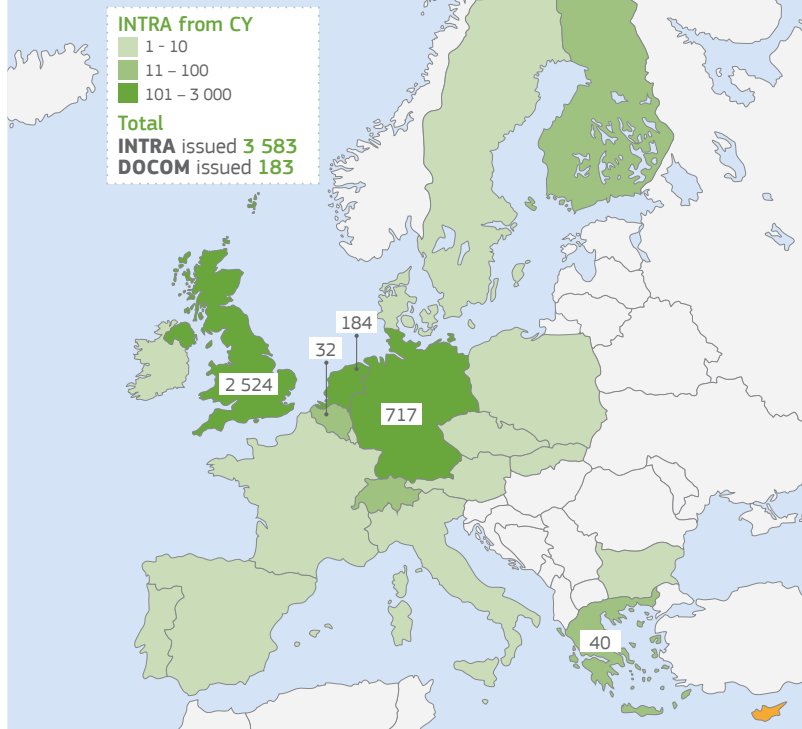 INTRA from CY
1 - 10
11 – 100
101 – 3 000
Total
INTRA issued 3 583
DOCOM issued 183
184
32
2 524
717
40